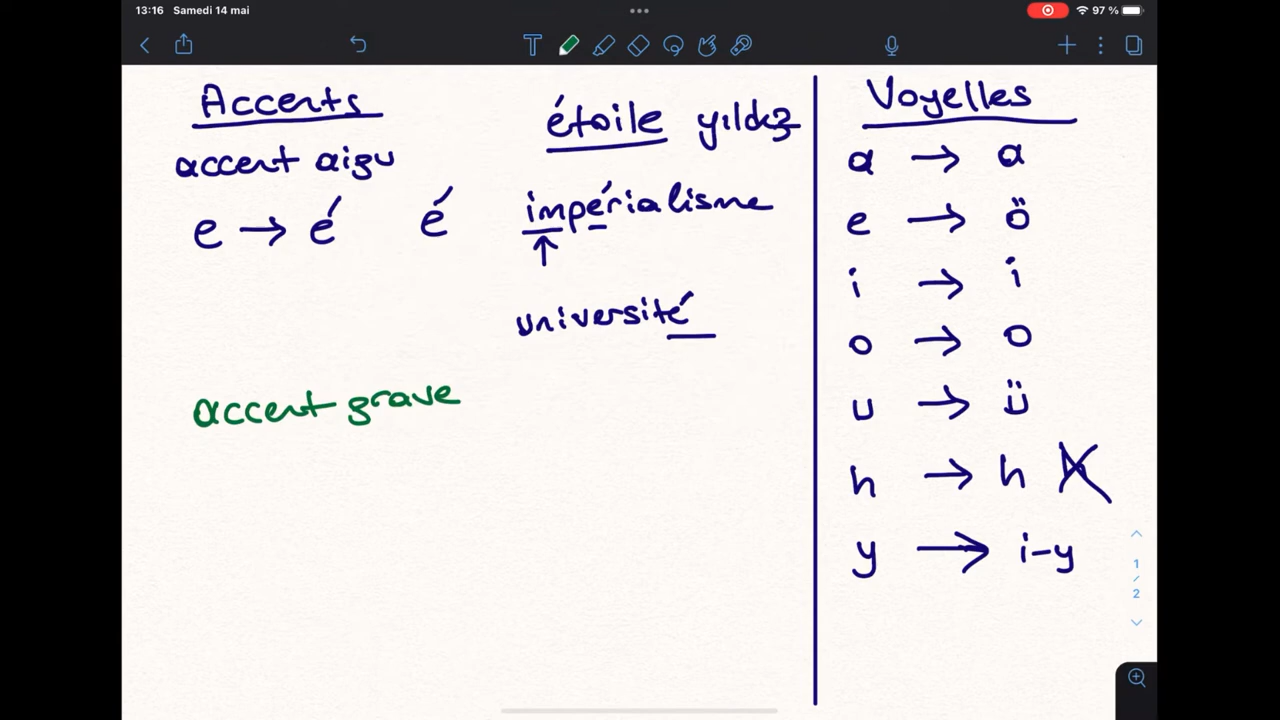 13:16 Samedi 14 mai
97 %
Accents
accent aigu
e → é é
étoile yıldız
impérialisme
université
accent grave
Voyelles
a → a
e → ö
i → i
o → o
u → ü
h → h
y → i-y
1
/
2